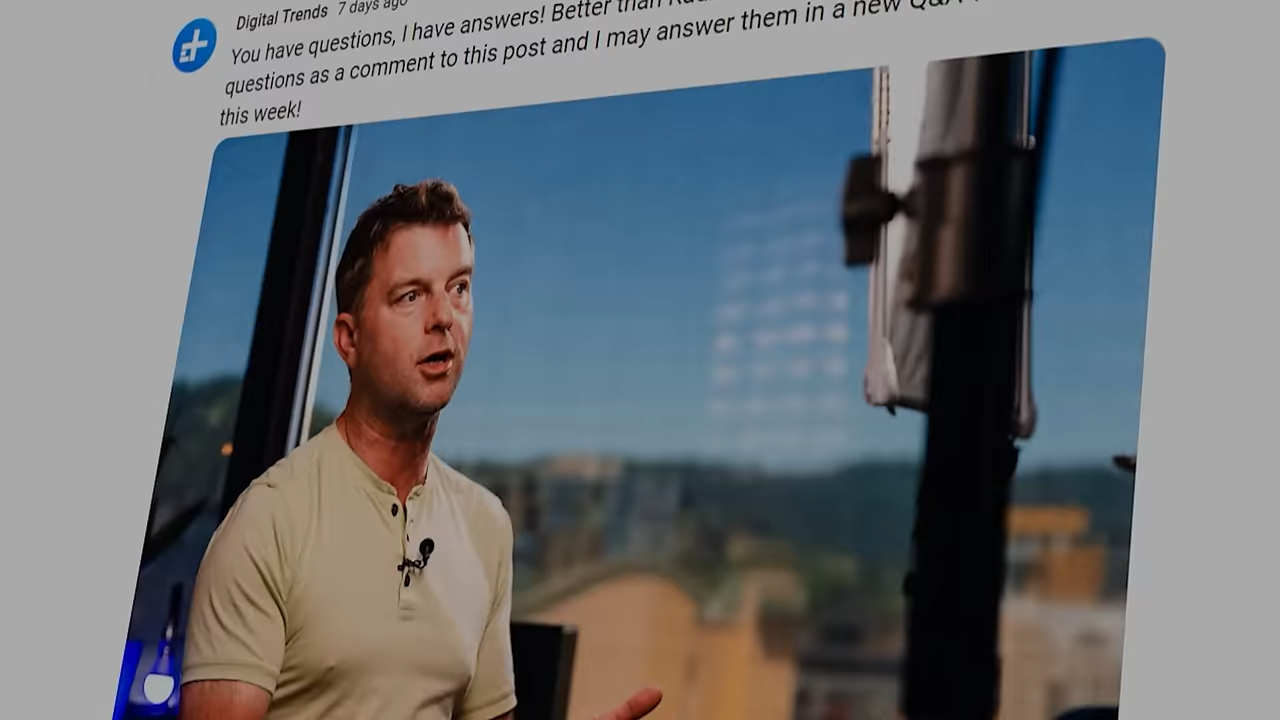 Digital Trends 7 days ago
You have questions, I have answers! Better than
questions as a comment to this post and I may answer them in a new Q&A
this week!